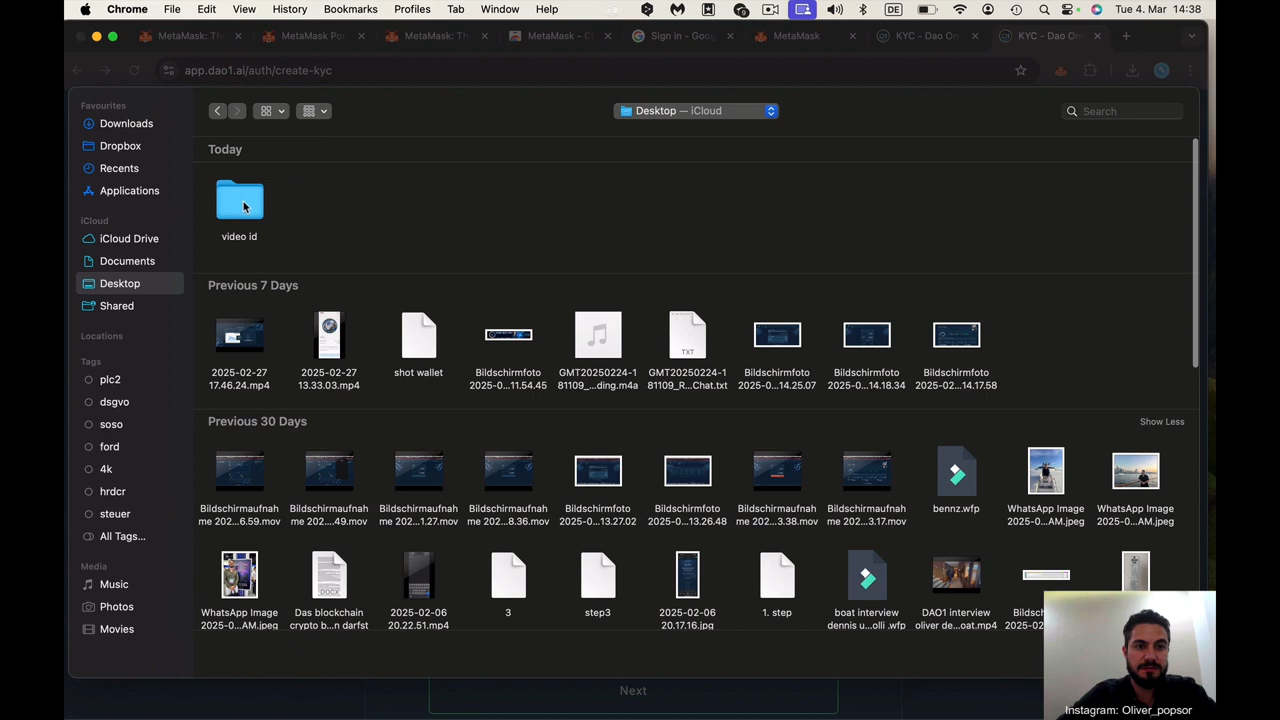 Chrome File Edit View History Bookmarks Profiles Tab Window Help DE Tue 4. Mar 14:38
MetaMask: Th MetaMask Po MetaMask: Th MetaMask - C Sign in - Goog MetaMask KYC - Dao On KYC - Dao On
app.dao1.ai/auth/create-kyc
Favourites
Downloads
Dropbox
Recents
Applications
iCloud
iCloud Drive
Documents
Desktop
Shared
Locations
Tags
plc2
dsgvo
soso
ford
4k
hrdcr
steuer
All Tags...
Media
Music
Photos
Movies
Desktop — iCloud
Search
Today
video id
Previous 7 Days
2025-02-27 2025-02-27 shot wallet Bildschirmfoto GMT20250224-1 GMT20250224-1 Bildschirmfoto Bildschirmfoto Bildschirmfoto
17.46.24.mp4 13.33.03.mp4 2025-0...11.54.45 81109_...ding.m4a 81109_R...Chat.txt 2025-0...14.25.07 2025-0...14.18.34 2025-02...14.17.58
TXT
Previous 30 Days
Show Less
Bildschirmaufnah Bildschirmaufnah Bildschirmaufnah Bildschirmaufnah Bildschirmfoto Bildschirmfoto Bildschirmaufnah Bildschirmaufnah bennz.wfp WhatsApp Image WhatsApp Image
me 202...6.59.mov me 202....49.mov me 202...1.27.mov me 202...8.36.mov 2025-0...13.27.02 2025-0...13.26.48 me 202...3.38.mov me 202...3.17.mov 2025-0...AM.jpeg 2025-0...AM.jpeg
DOCX
WhatsApp Image Das blockchain 2025-02-06 3 step3 2025-02-06 1. step boat interview DAO1 interview
2025-0...AM.jpeg crypto b...n darfst 20.22.51.mp4 20.17.16.jpg dennis u...olli .wfp oliver de...oat.mp4 2025-02
Next
Instagram: Oliver_popsor